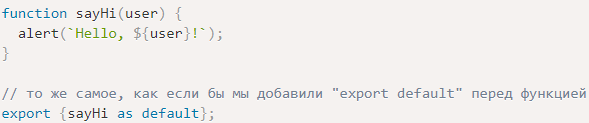 function sayHi(user) {
  alert(`Hello, ${user}!`);
}

// то же самое, как если бы мы добавили "export default" перед функцией
export {sayHi as default};